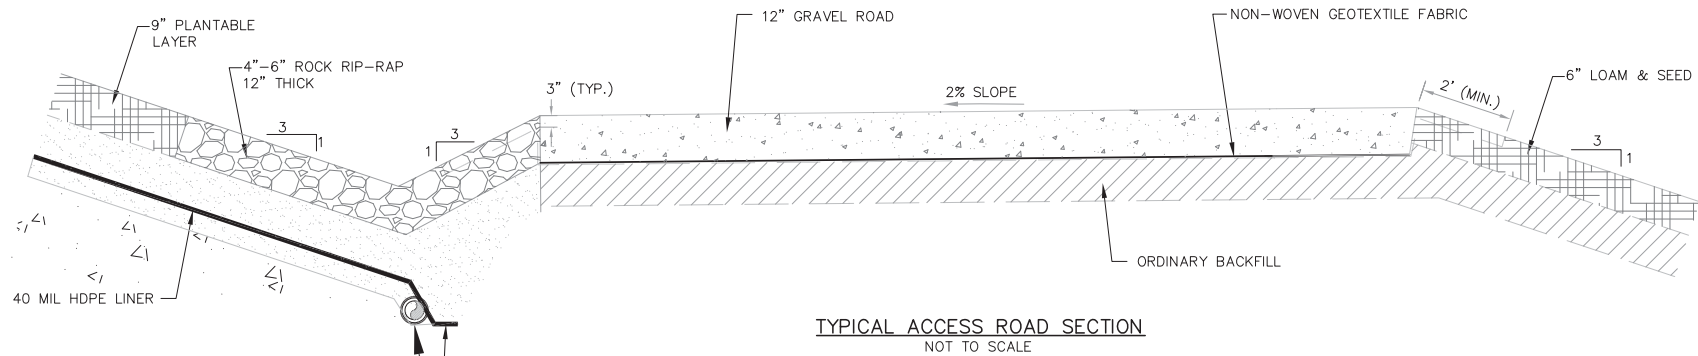 12" GRAVEL ROAD
NON-WOVEN GEOTEXTILE FABRIC
9" PLANTABLE
LAYER
4"-6" ROCK RIP-RAP
12" THICK
3" (TYP.)
2% SLOPE
2' (MIN.)
6" LOAM & SEED
3
1
3
1
3
1
ORDINARY BACKFILL
40 MIL HDPE LINER
TYPICAL ACCESS ROAD SECTION
NOT TO SCALE